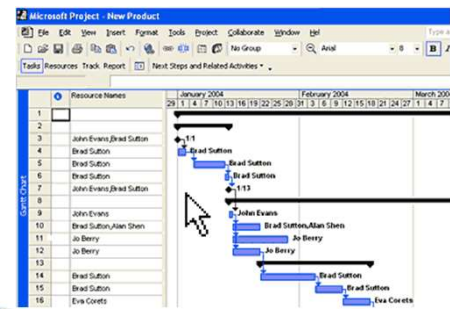 Microsoft Project - New Product
File Edit View Insert Format Tools Project Collaborate Window Hel
No Group Arial 8 B
Tasks Resources Track Report Next Steps and Related Activities
Resource Names January 2004 February 2004 March 200
29 1 4 7 10 13 16 19 22 25 28 31 3 6 9 12 15 18 21 24 27 1 4 7
1
2
3 John Evans,Brad Sutton 1/1
4 Brad Sutton Brad Sutton
5 Brad Sutton Brad Sutton
6 Brad Sutton Brad Sutton
7 John Evans,Brad Sutton 1/13
8
9 John Evans John Evans
10 Brad Sutton,Alan Shen Brad Sutton,Alan Shen
11 Jo Berry Jo Berry
12 Jo Berry Jo Berry
13
14 Brad Sutton Brad Sutton
15 Brad Sutton Brad Sutton
16 Eva Corets Eva Corets
Gantt Chart